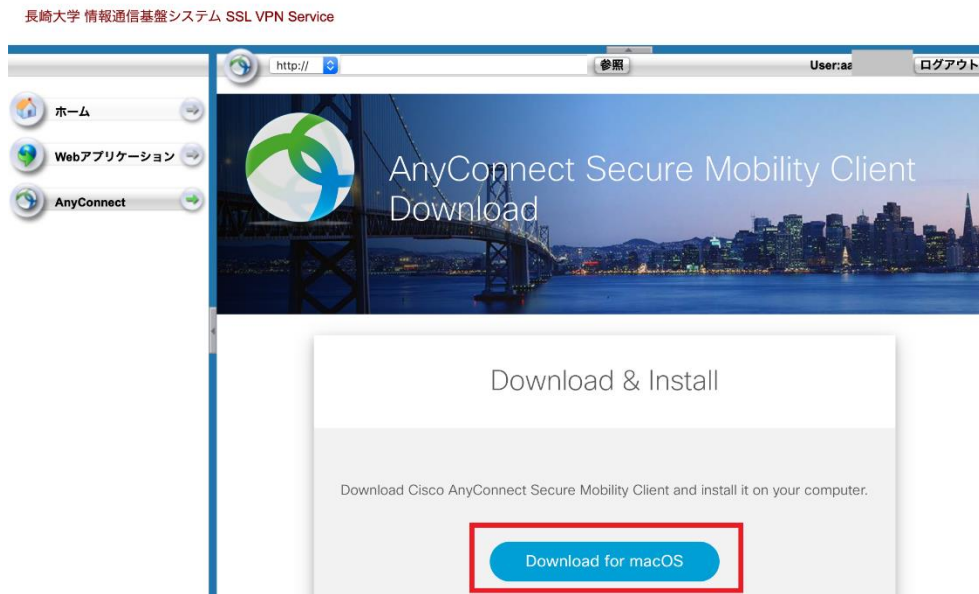 長崎大学 情報通信基盤システム SSL VPN Service
http://
参照
User:aa
ログアウト
ホーム
Webアプリケーション
AnyConnect
AnyConnect Secure Mobility Client
Download
Download & Install
Download Cisco AnyConnect Secure Mobility Client and install it on your computer.
Download for macOS